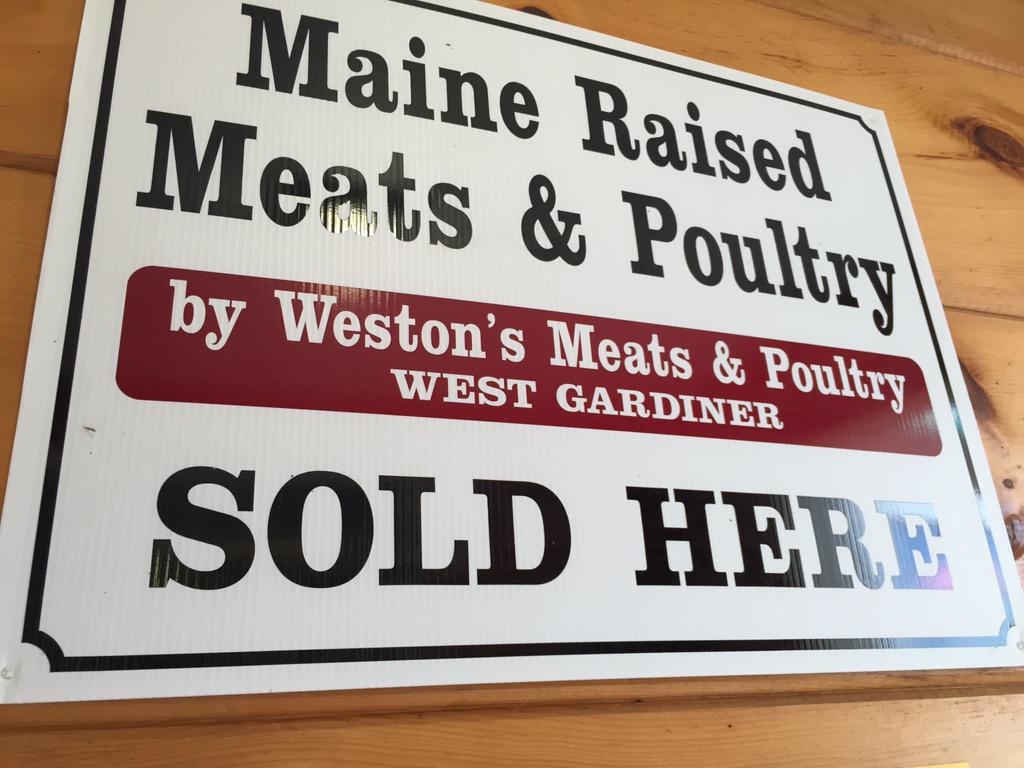 Maine Raised
Meats & Poultry
by Weston's Meats & Poultry
WEST GARDINER
SOLD HERE